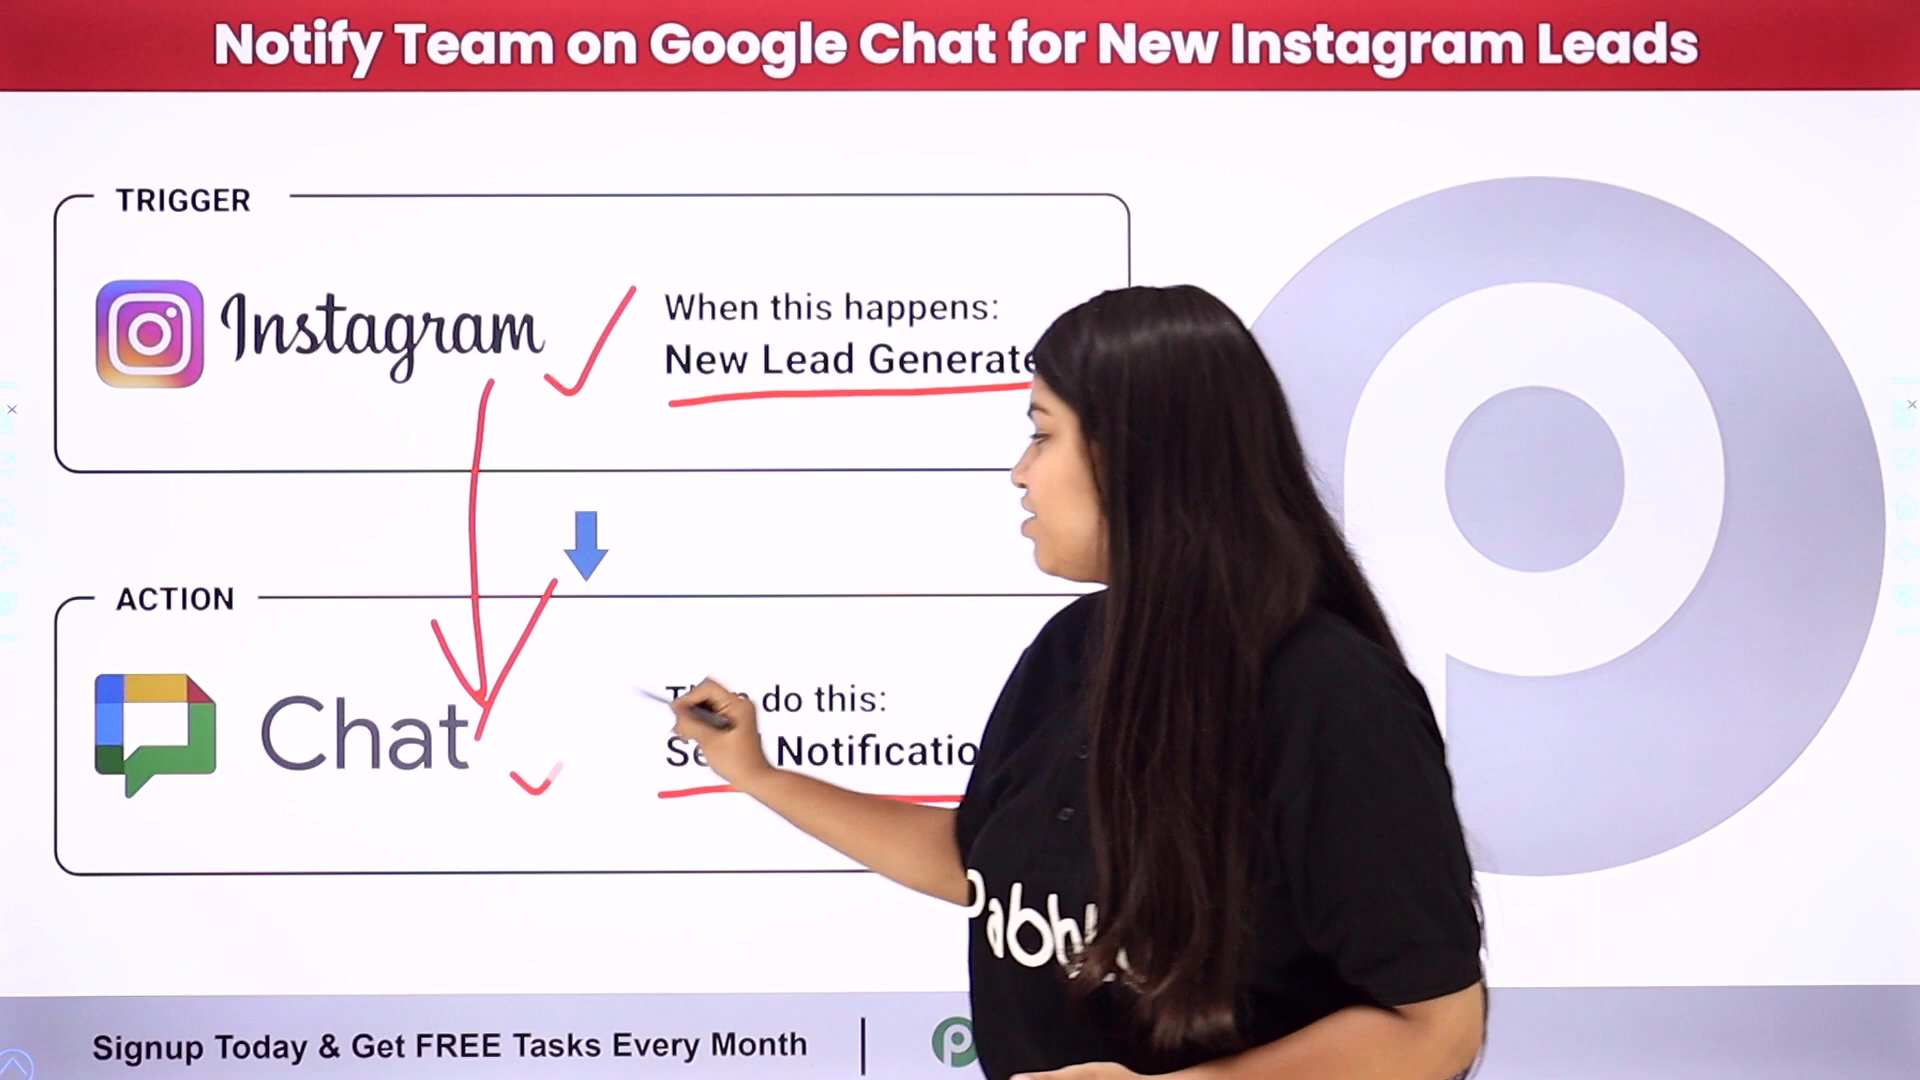 Notify Team on Google Chat for New Instagram Leads
TRIGGER
Instagram
When this happens:
New Lead Generate
ACTION
Chat
do this:
Notificatio
Signup Today & Get FREE Tasks Every Month